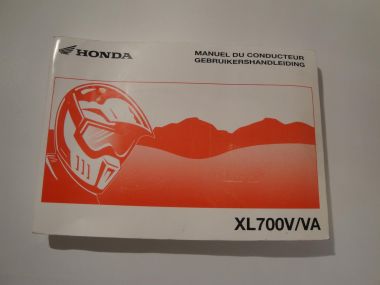 HONDA
MANUEL DU CONDUCTEUR
GEBRUIKERSHANDLEIDING
XL700V/VA